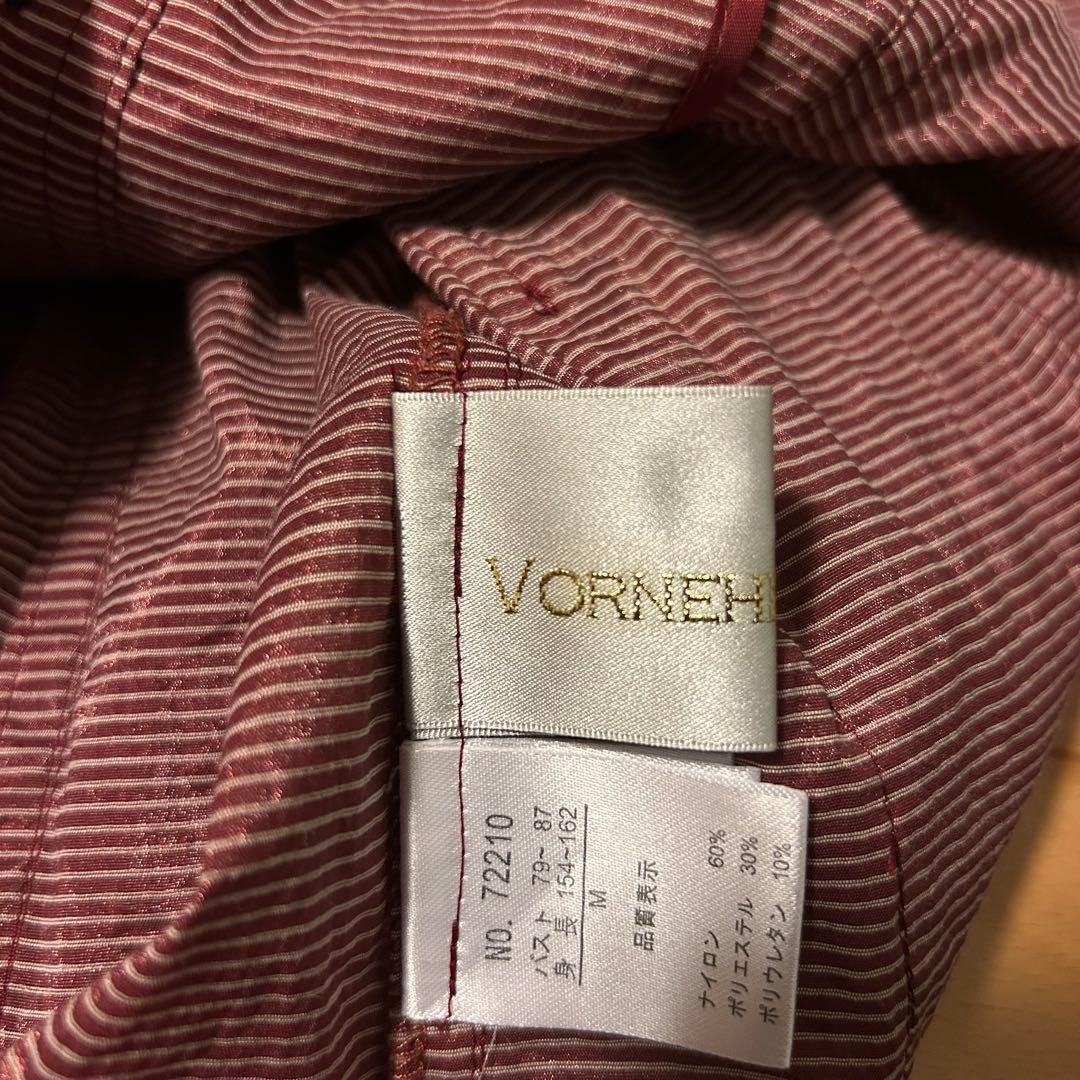 VORNEH
NO. 72210
バスト 79~ 87
身 長 154~162
M
品質表示
ナイロン 60%
ポリエステル 30%
ポリウレタン 10%